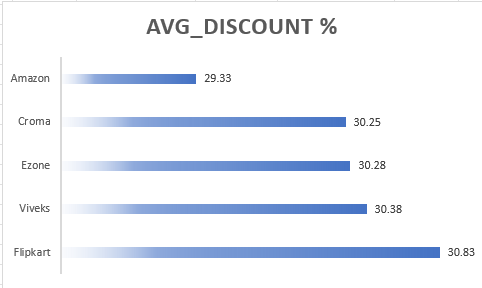 AVG_DISCOUNT %
Amazon 29.33
Croma 30.25
Ezone 30.28
Viveks 30.38
Flipkart 30.83